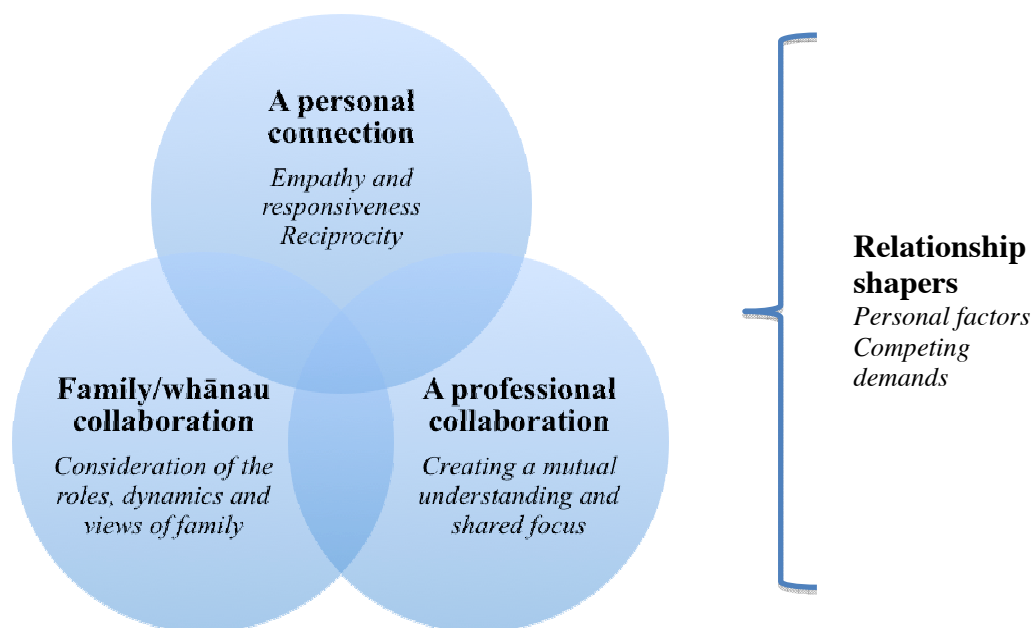 A personal
connection
Empathy and
responsiveness
Reciprocity
Family/whānau
collaboration
Consideration of the
roles, dynamics and
views of family
A professional
collaboration
Creating a mutual
understanding and
shared focus
Relationship
shapers
Personal factors
Competing
demands